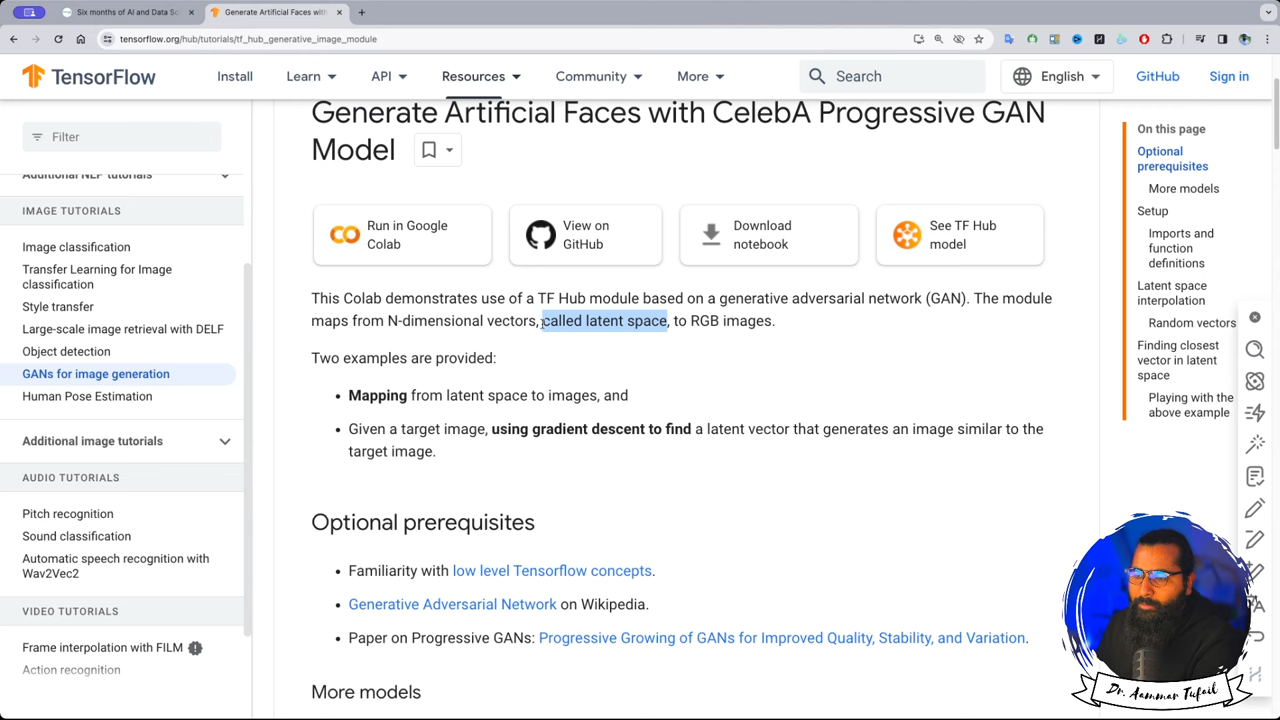 Six months of AI and Data Sc
Generate Artificial Faces with
tensorflow.org/hub/tutorials/tf_hub_generative_image_module
TensorFlow
Install
Learn
API
Resources
Community
More
Search
English
GitHub
Sign in
Filter
Additional NLP tutorials
IMAGE TUTORIALS
Image classification
Transfer Learning for Image
classification
Style transfer
Large-scale image retrieval with DELF
Object detection
GANs for image generation
Human Pose Estimation
Additional image tutorials
AUDIO TUTORIALS
Pitch recognition
Sound classification
Automatic speech recognition with
Wav2Vec2
VIDEO TUTORIALS
Frame interpolation with FILM
Action recognition
Generate Artificial Faces with CelebA Progressive GAN
Model
Run in Google
Colab
View on
GitHub
Download
notebook
See TF Hub
model
This Colab demonstrates use of a TF Hub module based on a generative adversarial network (GAN). The module
maps from N-dimensional vectors, called latent space, to RGB images.
Two examples are provided:
• Mapping from latent space to images, and
• Given a target image, using gradient descent to find a latent vector that generates an image similar to the
target image.
Optional prerequisites
• Familiarity with low level Tensorflow concepts.
• Generative Adversarial Network on Wikipedia.
• Paper on Progressive GANs: Progressive Growing of GANs for Improved Quality, Stability, and Variation.
More models
On this page
Optional
prerequisites
More models
Setup
Imports and
function
definitions
Latent space
interpolation
Random vectors
Finding closest
vector in latent
space
Playing with the
above example
Dr. Aammar Tufail